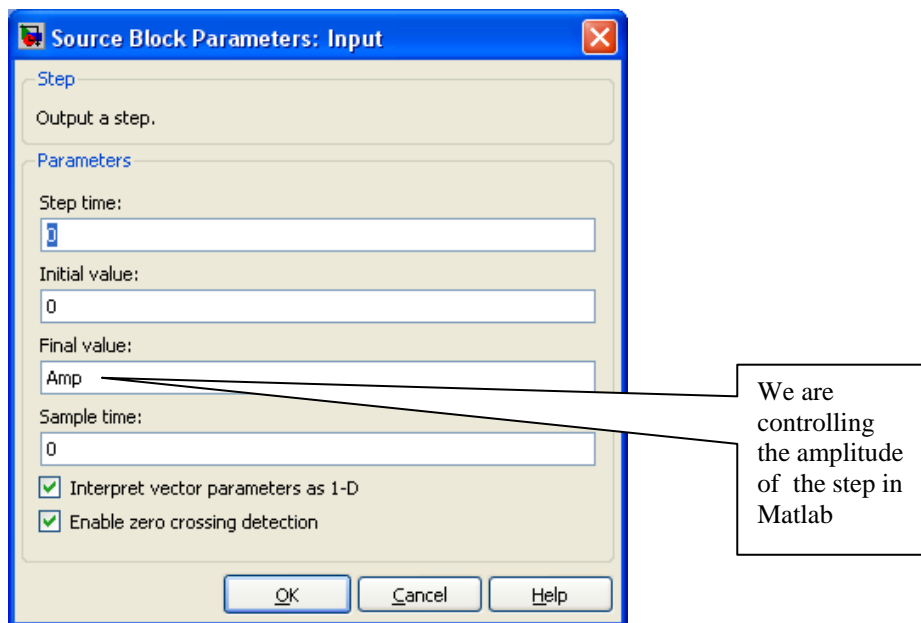 Source Block Parameters: Input
Step
Output a step.
Parameters
Step time:
0
Initial value:
0
Final value:
Amp
Sample time:
0
Interpret vector parameters as 1-D
Enable zero crossing detection
OK
Cancel
Help
We are
controlling
the amplitude
of the step in
Matlab